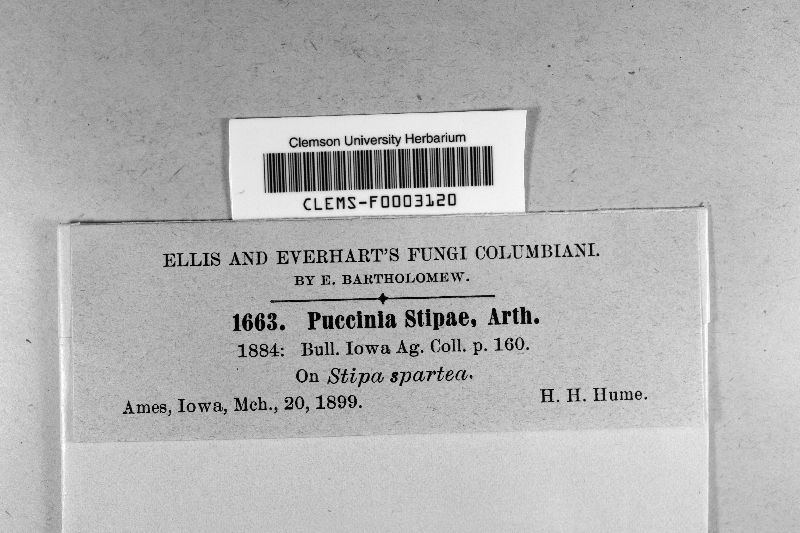 Clemson University Herbarium
CLEMS-F0003120
ELLIS AND EVERHART'S FUNGI COLUMBIANI.
BY E. BARTHOLOMEW.
1663. Puccinia Stipae, Arth.
1884: Bull. Iowa Ag. Coll. p. 160.
On Stipa spartea.
Ames, Iowa, Mch., 20, 1899. H. H. Hume.